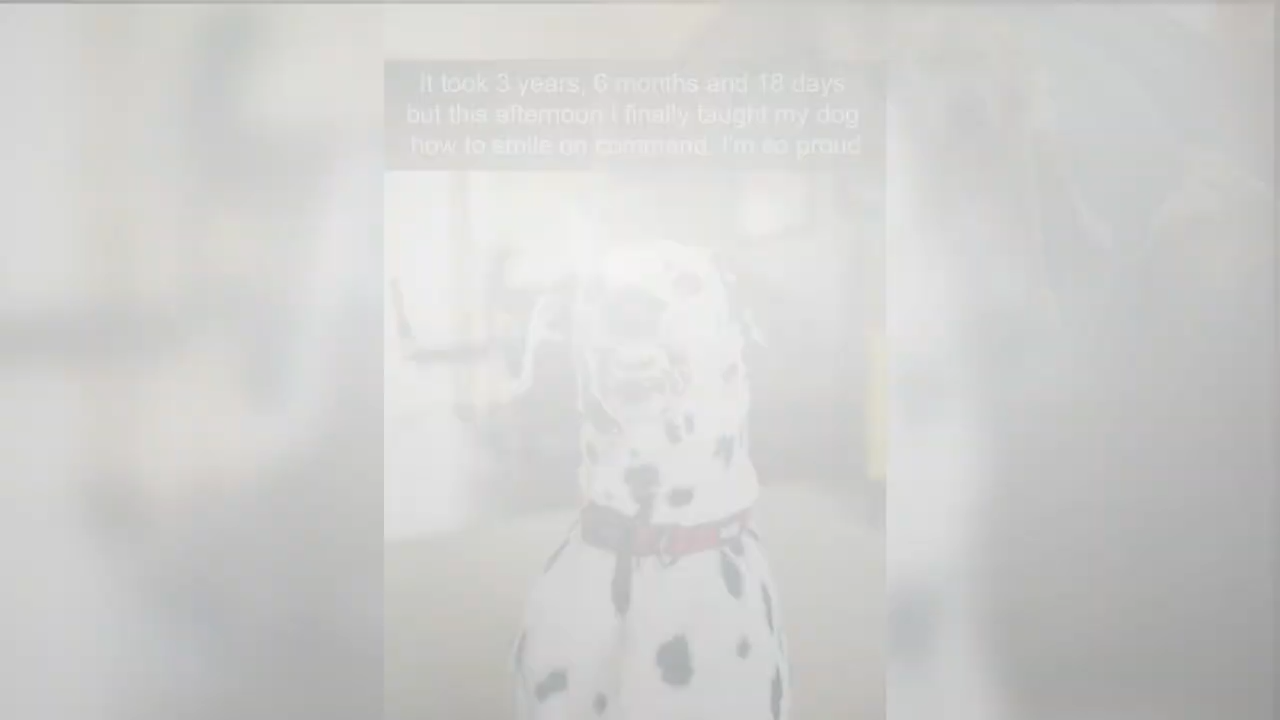 It took 3 years, 6 months and 18 days
but this afternoon I finally taught my dog
how to smile on command. I'm so proud